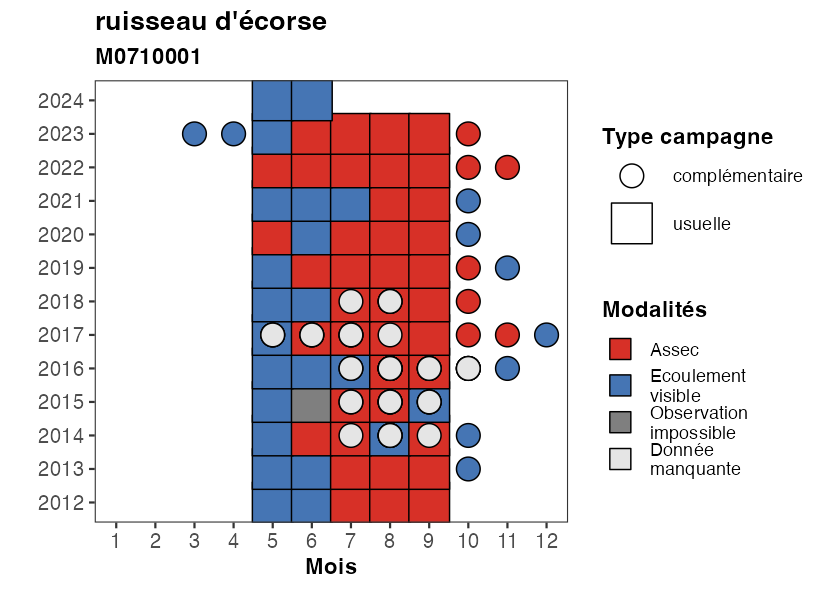 ruisseau d'écorse
M0710001
2024
2023
2022
2021
2020
2019
2018
2017
2016
2015
2014
2013
2012
1 2 3 4 5 6 7 8 9 10 11 12
Mois
Type campagne
complémentaire
usuelle
Modalités
Assec
Ecoulement
visible
Observation
impossible
Donnée
manquante